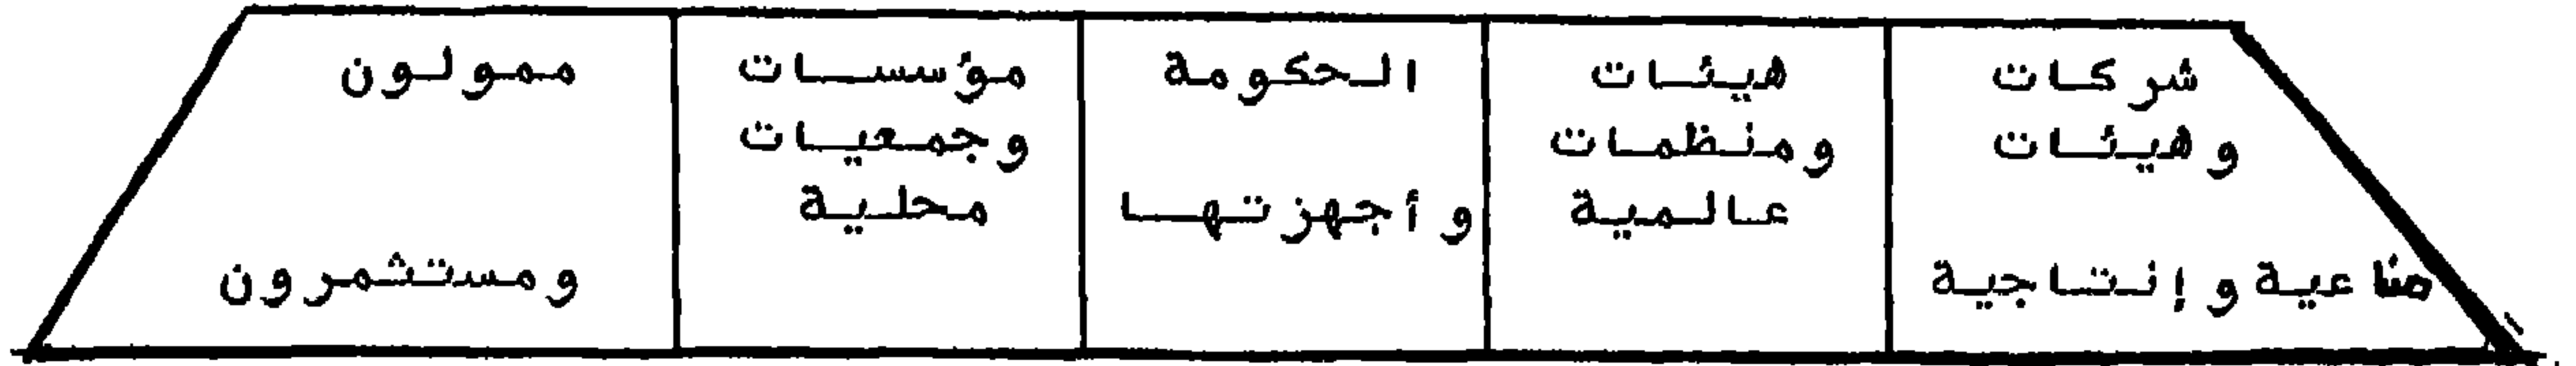 شركات
وهيئات
صناعية وإنتاجية
هيئات
ومنظمات
عالمية
الحكومة
وأجهزتها
مؤسسات
وجمعيات
محلية
ممولون
ومستثمرون